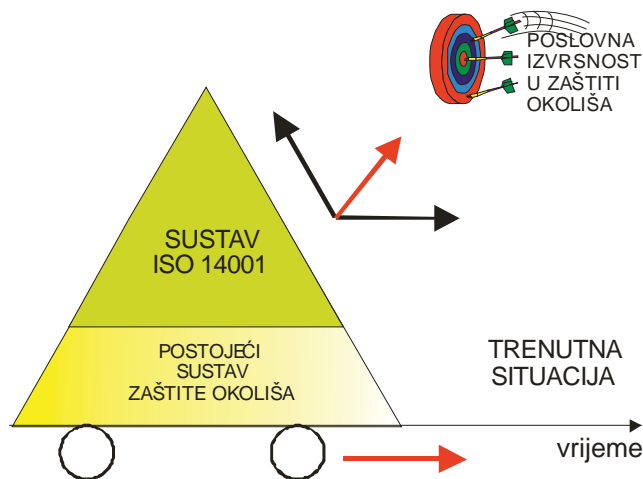 POSLOVNA
IZVRSNOST
U ZAŠTITI
OKOLIŠA
SUSTAV
ISO 14001
POSTOJEĆI
SUSTAV
ZAŠTITE OKOLIŠA
TRENUTNA
SITUACIJA
vrijeme